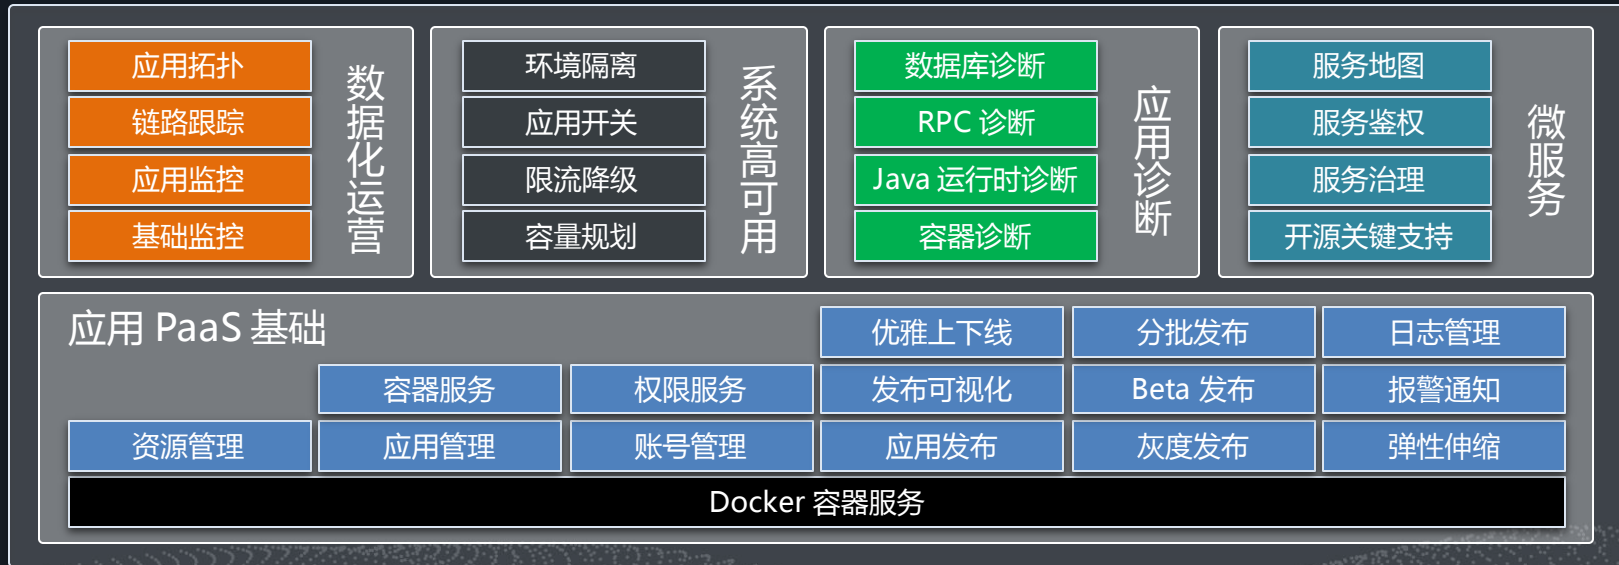 应用拓扑
链路跟踪
应用监控
基础监控
数据化运营
环境隔离
应用开关
限流降级
容量规划
系统高可用
数据库诊断
RPC 诊断
Java 运行时诊断
容器诊断
应用诊断
服务地图
服务鉴权
服务治理
开源关键支持
微服务
应用 PaaS 基础
优雅上下线
分批发布
日志管理
容器服务
权限服务
发布可视化
Beta 发布
报警通知
资源管理
应用管理
账号管理
应用发布
灰度发布
弹性伸缩
Docker 容器服务